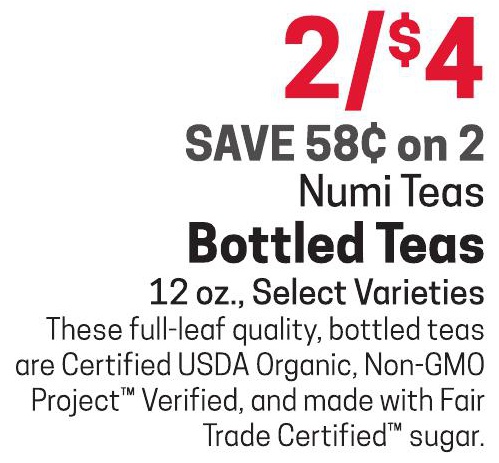 2/$4
SAVE 58¢ on 2
Numi Teas
Bottled Teas
12 oz., Select Varieties
These full-leaf quality, bottled teas
are Certified USDA Organic, Non-GMO
Project™ Verified, and made with Fair
Trade Certified™ sugar.